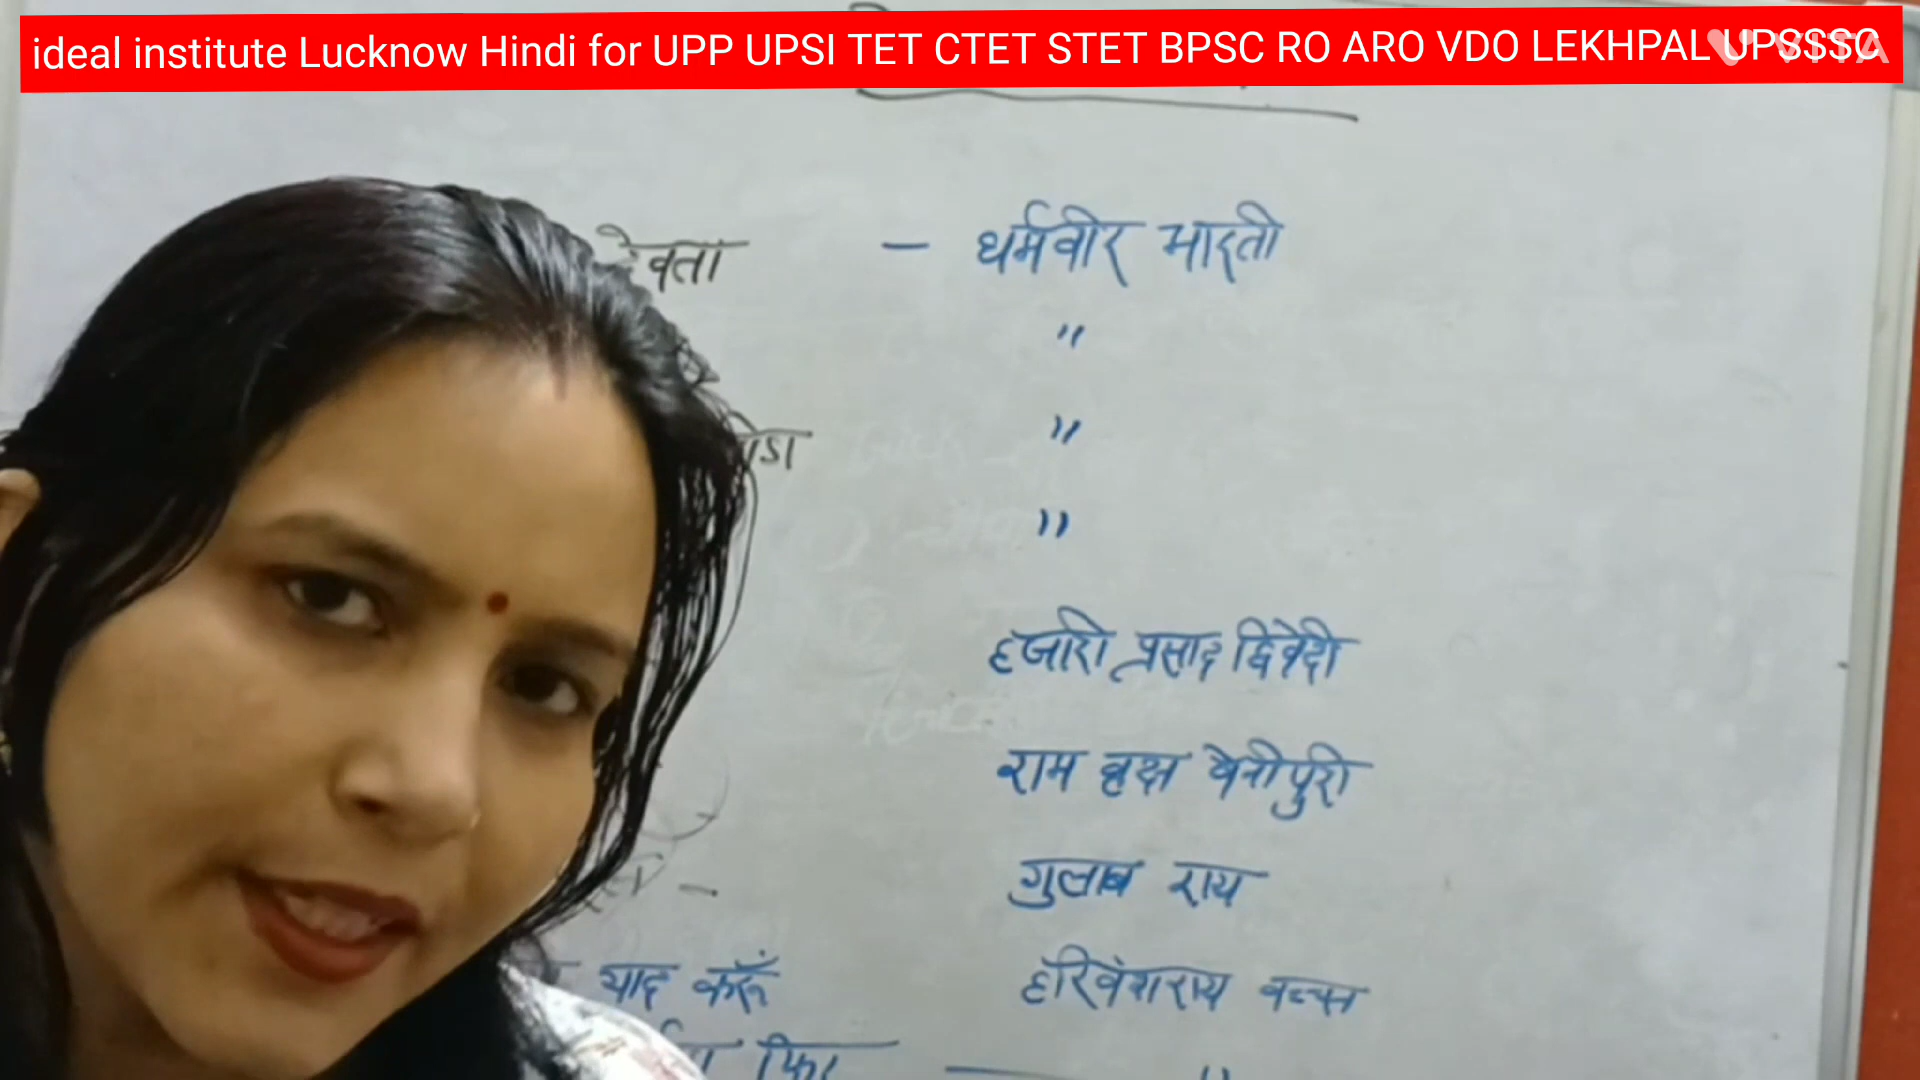 ideal institute Lucknow Hindi for UPP UPSI TET CTET STET BPSC RO ARO VDO LEKHPAL UPSSSC
VITA
देवता – धर्मवीर भारती
"
"
"
हजारी प्रसाद द्विवेदी
राम वृक्ष बेनीपुरी
गुलाब राय
याद करूँ हरिवंशराय बच्चन
"